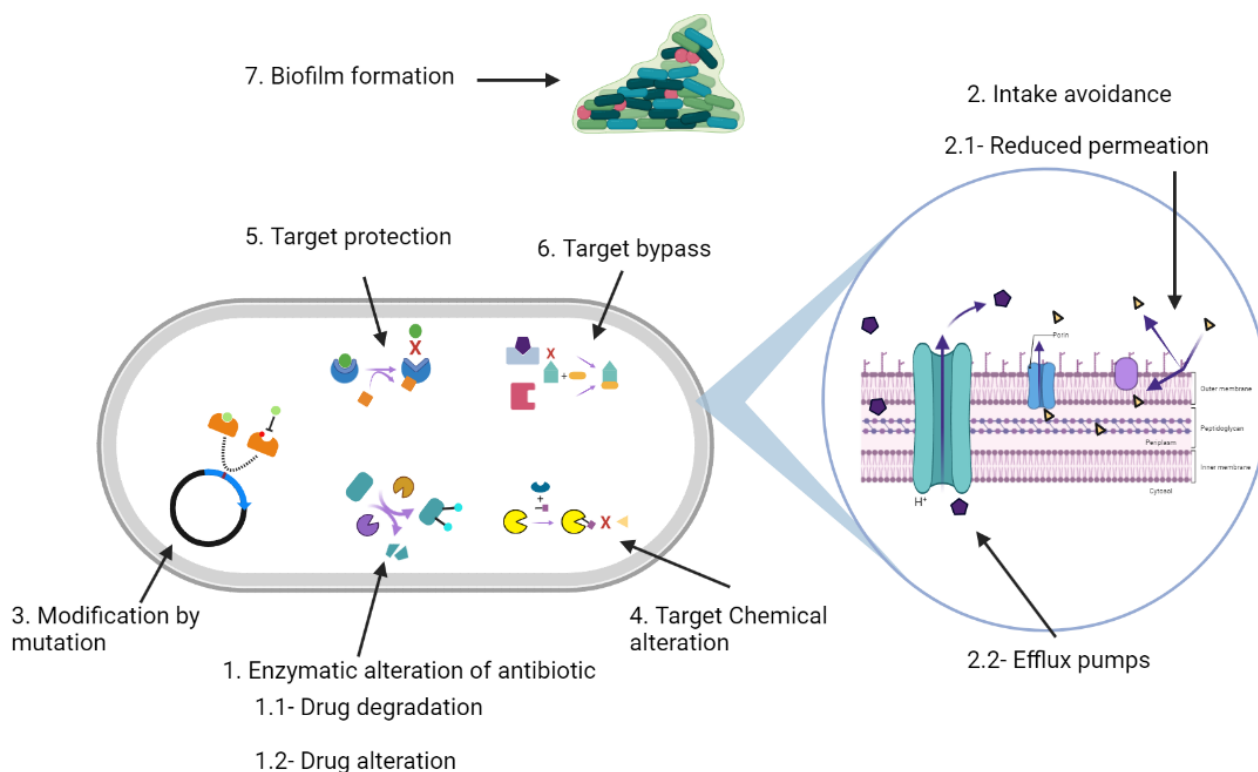 7. Biofilm formation
2. Intake avoidance
2.1- Reduced permeation
5. Target protection
6. Target bypass
Porin
X
X
Outer membrane
+
Peptidoglycan
Periplasm
Inner membrane
Cytosol
H+
+
X
3. Modification by
mutation
4. Target Chemical
alteration
1. Enzymatic alteration of antibiotic
2.2- Efflux pumps
1.1- Drug degradation
1.2- Drug alteration